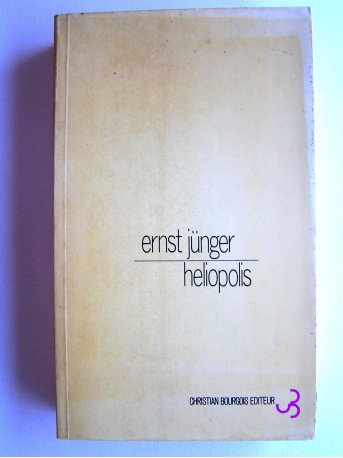 ernst jünger
heliopolis
CHRISTIAN BOURGOIS EDITEUR